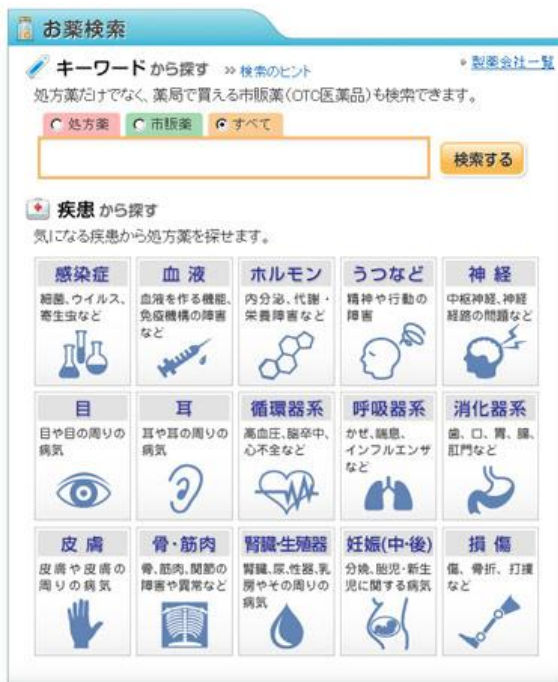 お薬検索
キーワードから探す »検索のヒント
製薬会社一覧
処方薬だけでなく、薬局で買える市販薬(OTC医薬品)も検索できます。
処方薬 市販薬 すべて
検索する
疾患から探す
気になる疾患から処方薬を探せます。
感染症
細菌、ウイルス、
寄生虫など
血液
血液を作る機能、
免疫機構の障害
など
ホルモン
内分泌、代謝・
栄養障害など
うつなど
精神や行動の
障害
神経
中枢神経、神経
経路の問題など
目
目や目の周りの
病気
耳
耳や耳の周りの
病気
循環器系
高血圧、脳卒中、
心不全など
呼吸器系
かぜ、喘息、
インフルエンザ
など
消化器系
歯、口、胃、腸、
肛門など
皮膚
皮膚や皮膚の
周りの病気
骨・筋肉
骨、筋肉、関節の
障害や異常など
腎臓・生殖器
腎臓、尿、性器、乳
房やその周りの
病気
妊娠(中・後)
分娩、胎児・新生
児に関する病気
損傷
傷、骨折、打撲
など